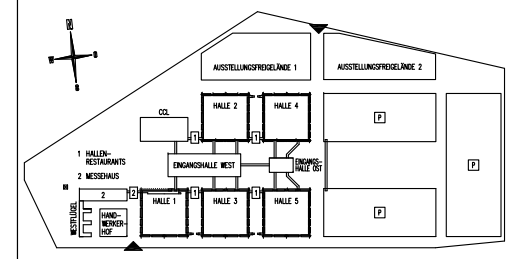 N
W
S
AUSSTELLUNGSFREIGELÄNDE 1
AUSSTELLUNGSFREIGELÄNDE 2
CCL
HALLE 2
HALLE 4
P
1
1
1 HALLEN-
RESTAURANTS
2 MESSEHAUS
EINGANGSHALLE WEST
EINGANGS-
HALLE OST
P
2
2
1
1
HALLE 1
HALLE 3
HALLE 5
P
WESTFLÜGEL
HAND-
WERKER-
HOF